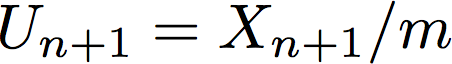 U_{n+1} = X_{n+1}/m